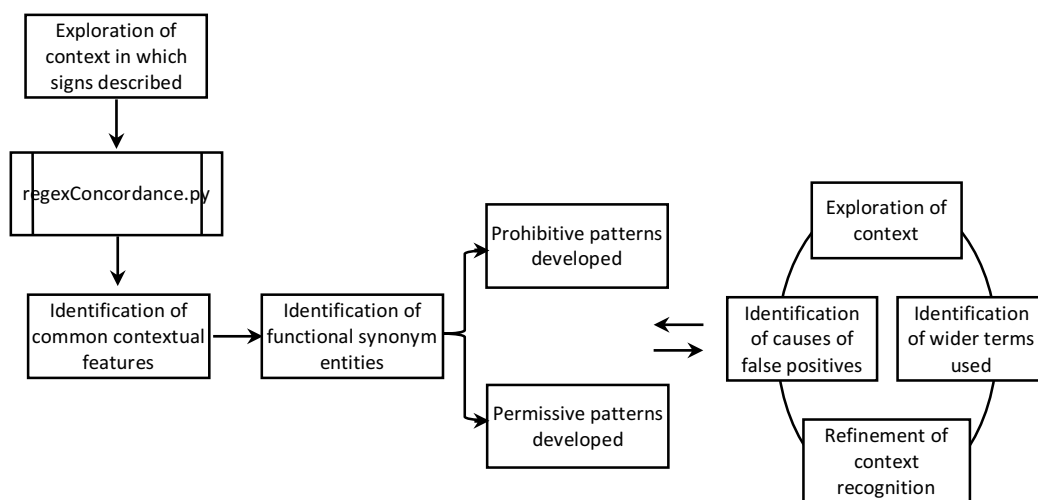 Exploration of
context in which
signs described
regexConcordance.py
Identification of
common contextual
features
Identification of
functional synonym
entities
Prohibitive patterns
developed
Permissive patterns
developed
Exploration of
context
Identification
of causes of
false positives
Identification
of wider terms
used
Refinement of
context
recognition